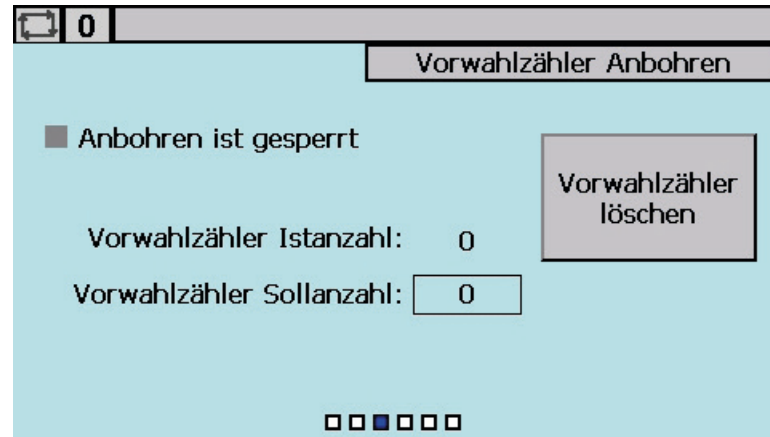 0
Vorwahlzähler Anbohren
Anbohren ist gesperrt
Vorwahlzähler
löschen
Vorwahlzähler Istanzahl: 0
Vorwahlzähler Sollanzahl: 0